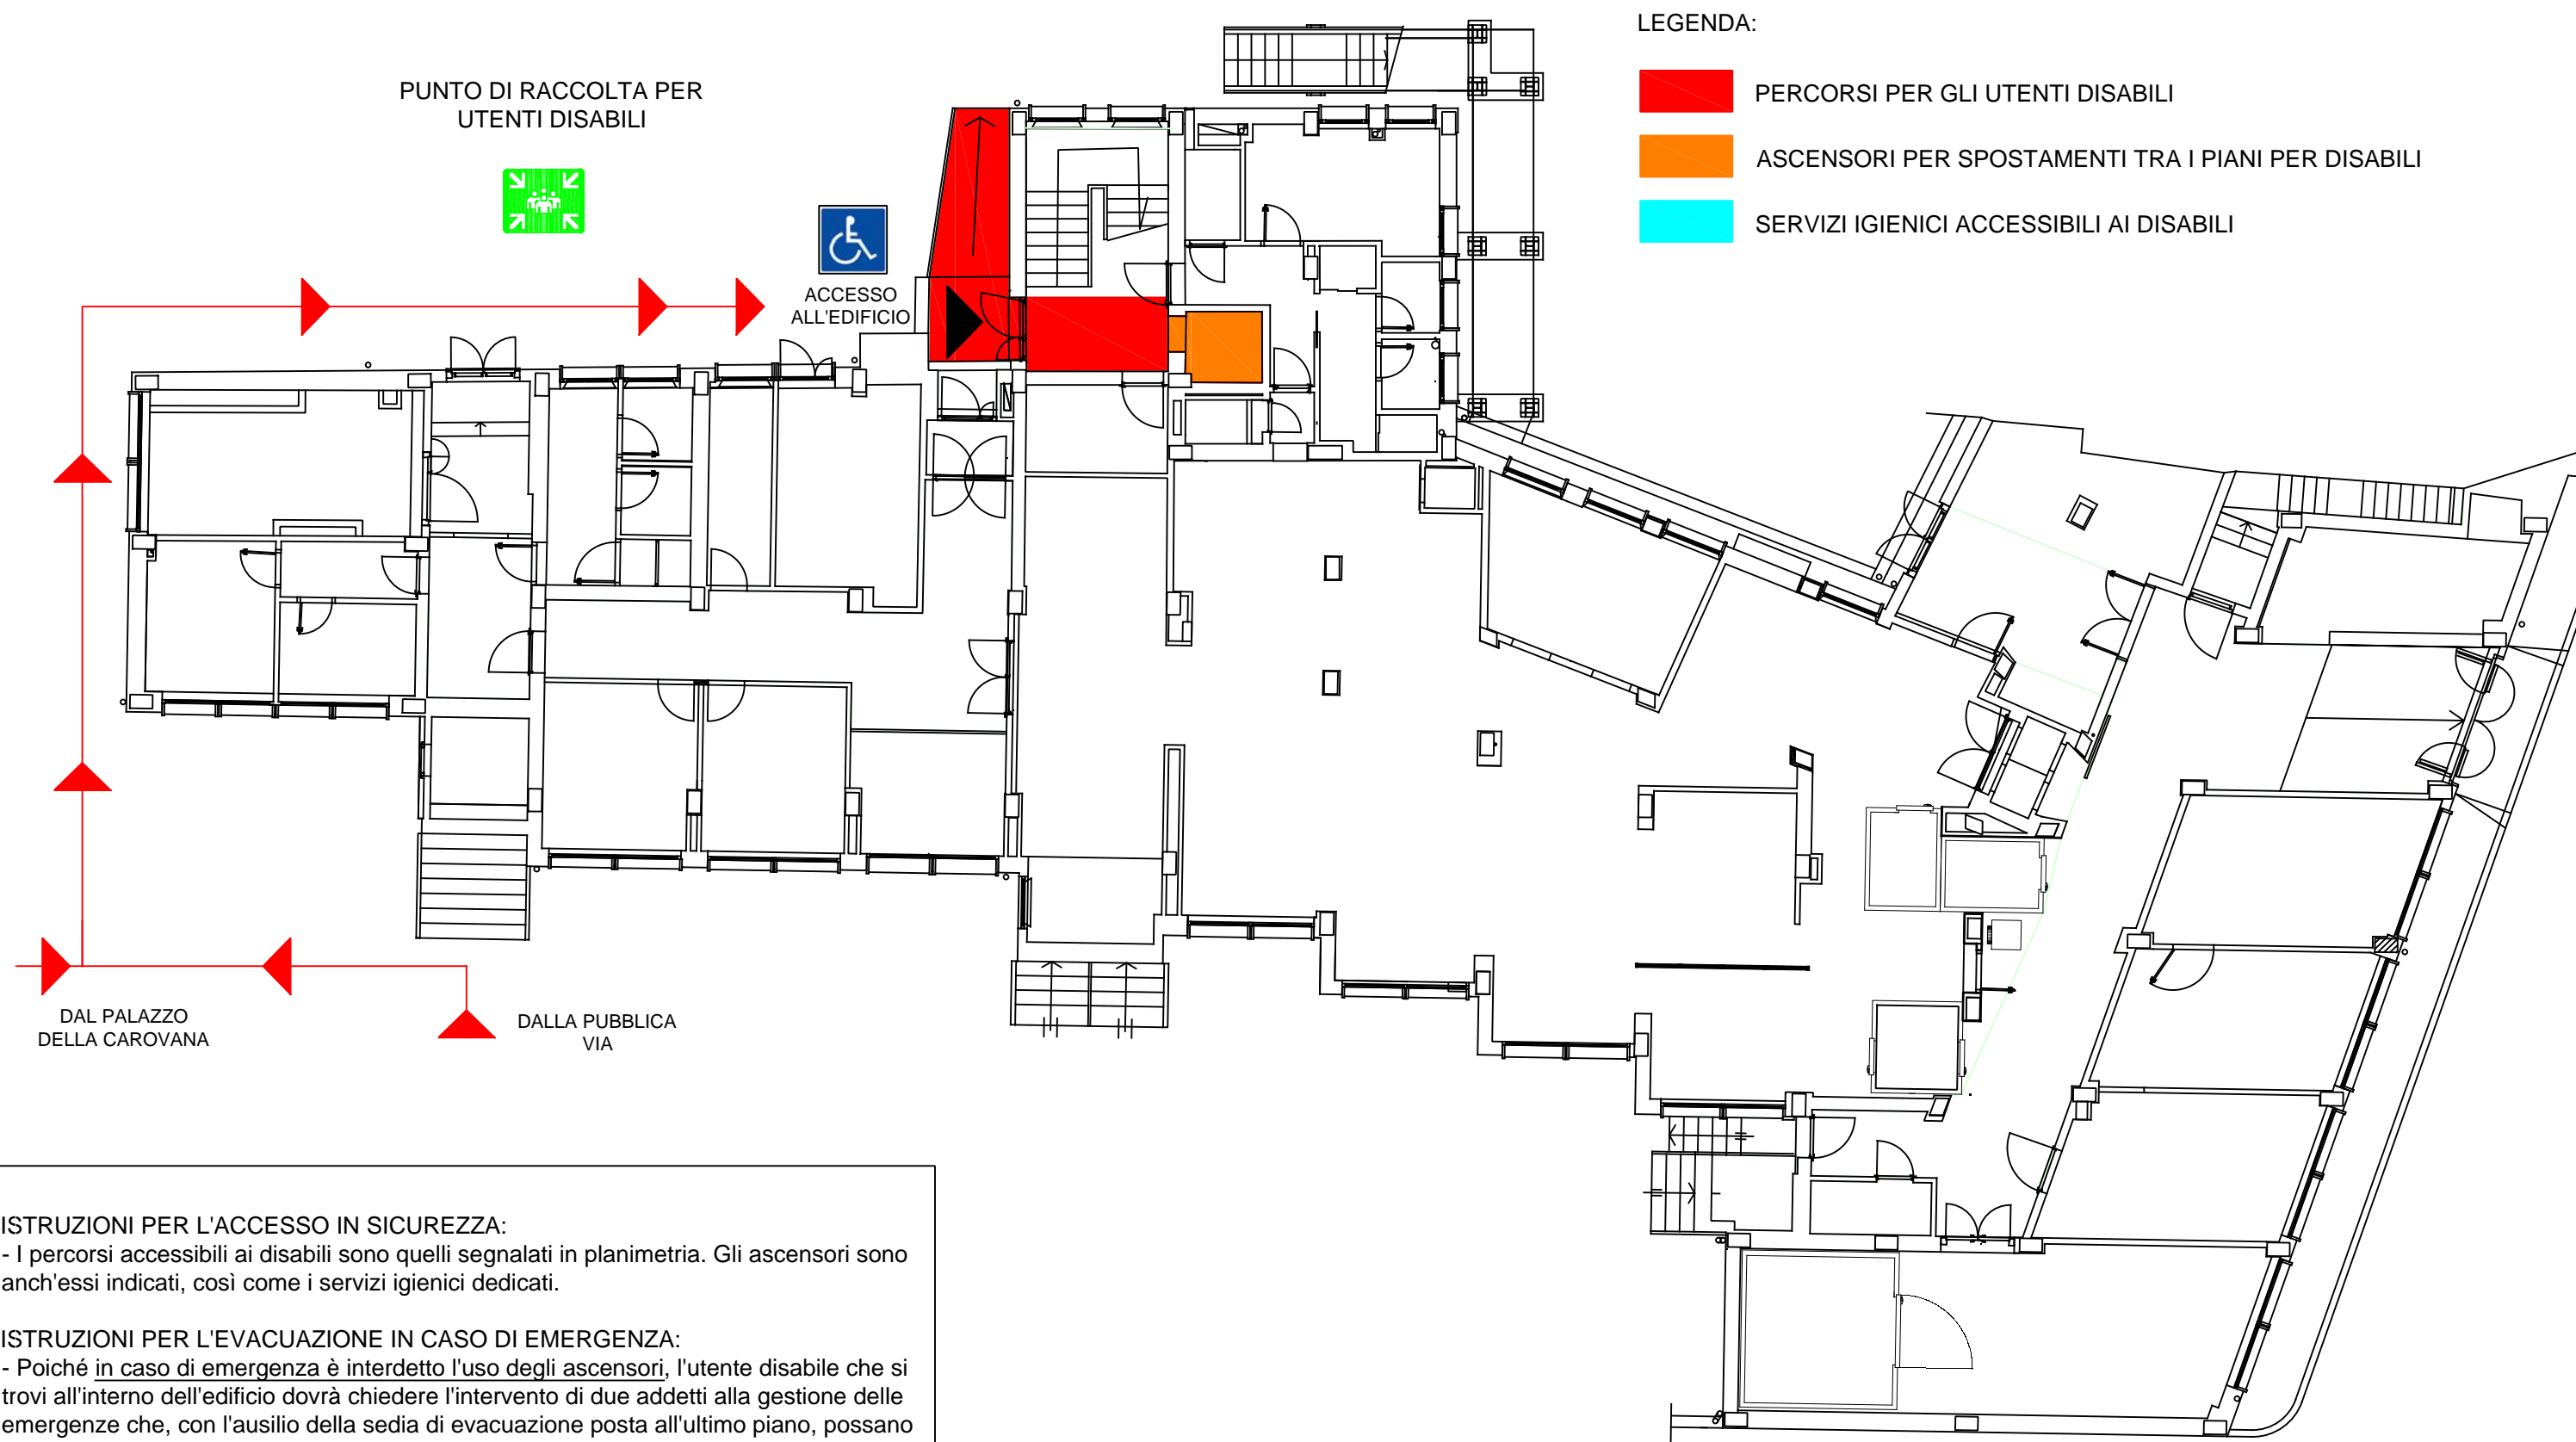 LEGENDA:
PERCORSI PER GLI UTENTI DISABILI
ASCENSORI PER SPOSTAMENTI TRA I PIANI PER DISABILI
SERVIZI IGIENICI ACCESSIBILI AI DISABILI
PUNTO DI RACCOLTA PER
UTENTI DISABILI
ACCESSO
ALL'EDIFICIO
DAL PALAZZO
DELLA CAROVANA
DALLA PUBBLICA
VIA
ISTRUZIONI PER L'ACCESSO IN SICUREZZA:
- I percorsi accessibili ai disabili sono quelli segnalati in planimetria. Gli ascensori sono
anch'essi indicati, così come i servizi igienici dedicati.
ISTRUZIONI PER L'EVACUAZIONE IN CASO DI EMERGENZA:
- Poiché in caso di emergenza è interdetto l'uso degli ascensori, l'utente disabile che si
trovi all'interno dell'edificio dovrà chiedere l'intervento di due addetti alla gestione delle
emergenze che, con l'ausilio della sedia di evacuazione posta all'ultimo piano, possano